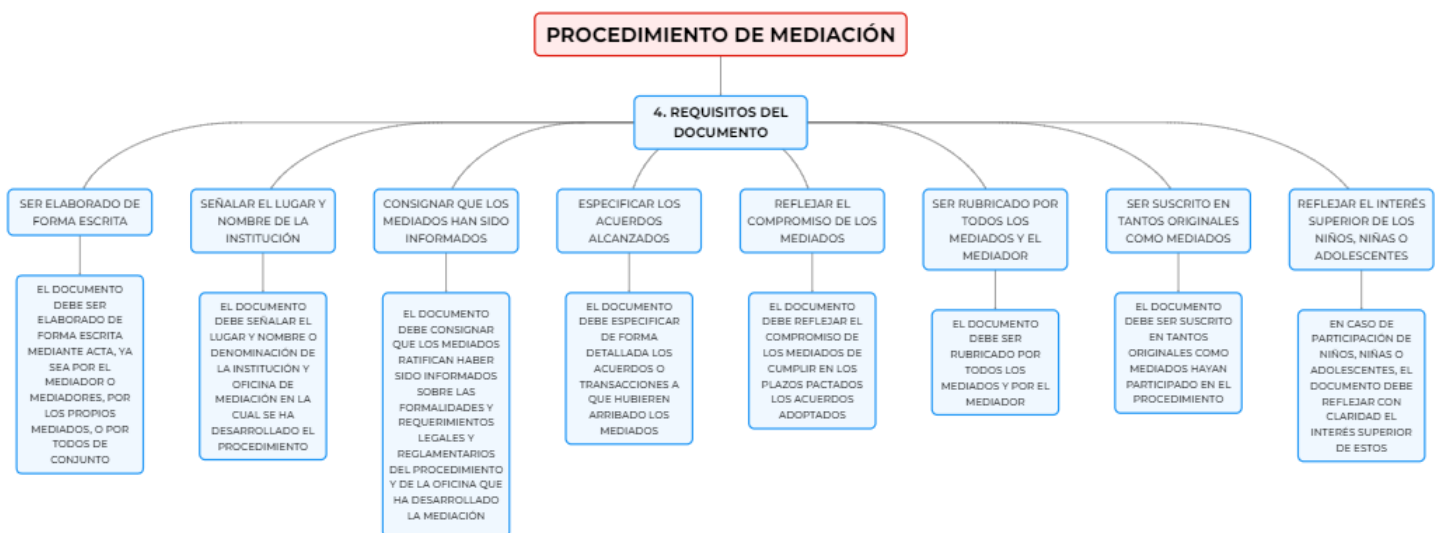 PROCEDIMIENTO DE MEDIACIÓN
4. REQUISITOS DEL
DOCUMENTO
SER ELABORADO DE
FORMA ESCRITA
SEÑALAR EL LUGAR Y
NOMBRE DE LA
INSTITUCIÓN
CONSIGNAR QUE LOS
MEDIADOS HAN SIDO
INFORMADOS
ESPECIFICAR LOS
ACUERDOS
ALCANZADOS
REFLEJAR EL
COMPROMISO DE LOS
MEDIADOS
SER RUBRICADO POR
TODOS LOS
MEDIADOS Y EL
MEDIADOR
SER SUSCRITO EN
TANTOS ORIGINALES
COMO MEDIADOS
REFLEJAR EL INTERÉS
SUPERIOR DE LOS
NIÑOS, NIÑAS O
ADOLESCENTES
EL DOCUMENTO
DEBE SER
ELABORADO DE
FORMA ESCRITA
MEDIANTE ACTA, YA
SEA POR EL
MEDIADOR O
MEDIADORES, POR
LOS PROPIOS
MEDIADOS, O POR
TODOS DE
CONJUNTO
EL DOCUMENTO
DEBE SEÑALAR EL
LUGAR Y NOMBRE O
DENOMINACIÓN DE
LA INSTITUCIÓN Y
OFICINA DE
MEDIACIÓN EN LA
CUAL SE HA
DESARROLLADO EL
PROCEDIMIENTO
EL DOCUMENTO
DEBE CONSIGNAR
QUE LOS MEDIADOS
RATIFICAN HABER
SIDO INFORMADOS
SOBRE LAS
FORMALIDADES Y
REQUERIMIENTOS
LEGALES Y
REGLAMENTARIOS
DEL PROCEDIMIENTO
Y DE LA OFICINA QUE
HA DESARROLLADO
LA MEDIACIÓN
EL DOCUMENTO
DEBE ESPECIFICAR
DE FORMA
DETALLADA LOS
ACUERDOS O
TRANSACCIONES A
QUE HUBIEREN
ARRIBADO LOS
MEDIADOS
EL DOCUMENTO
DEBE REFLEJAR EL
COMPROMISO DE
LOS MEDIADOS DE
CUMPLIR EN LOS
PLAZOS PACTADOS
LOS ACUERDOS
ADOPTADOS
EL DOCUMENTO
DEBE SER
RUBRICADO POR
TODOS LOS
MEDIADOS Y POR EL
MEDIADOR
EL DOCUMENTO
DEBE SER SUSCRITO
EN TANTOS
ORIGINALES COMO
MEDIADOS HAYAN
PARTICIPADO EN EL
PROCEDIMIENTO
EN CASO DE
PARTICIPACIÓN DE
NIÑOS, NIÑAS O
ADOLESCENTES, EL
DOCUMENTO DEBE
REFLEJAR CON
CLARIDAD EL
INTERÉS SUPERIOR
DE ESTOS